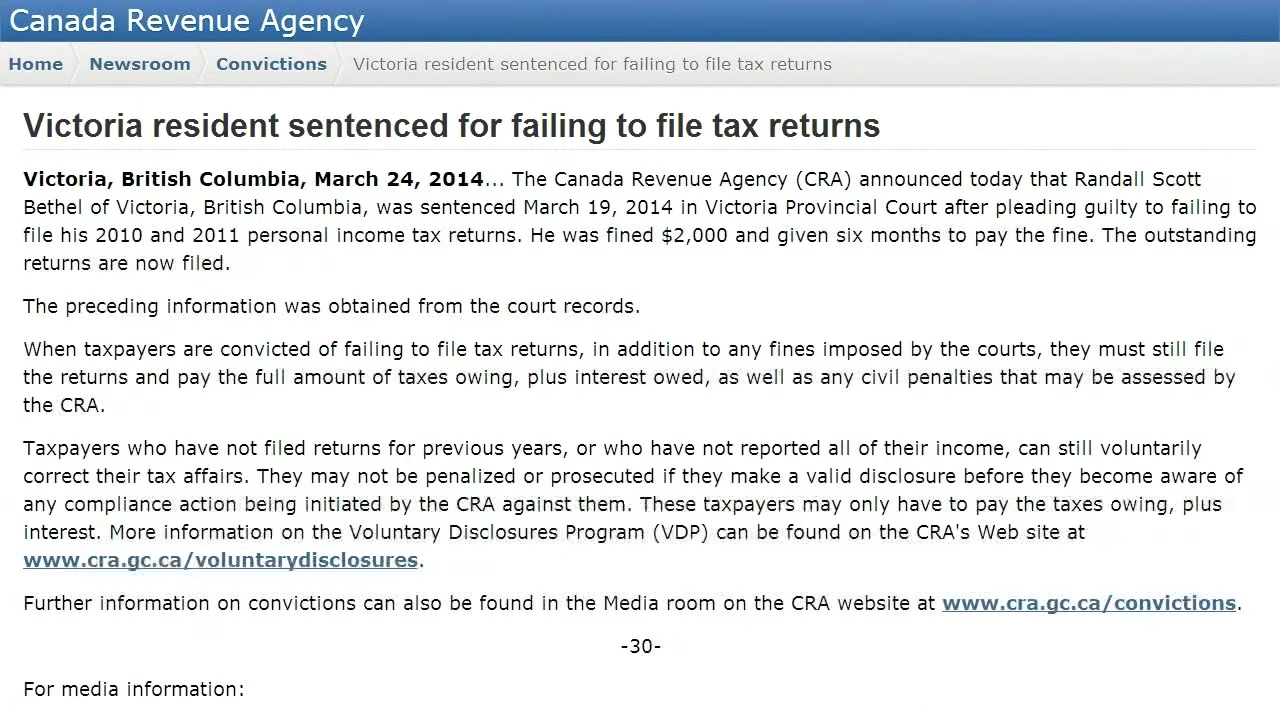 Canada Revenue Agency
Home Newsroom Convictions Victoria resident sentenced for failing to file tax returns
Victoria resident sentenced for failing to file tax returns
Victoria, British Columbia, March 24, 2014... The Canada Revenue Agency (CRA) announced today that Randall Scott
Bethel of Victoria, British Columbia, was sentenced March 19, 2014 in Victoria Provincial Court after pleading guilty to failing to
file his 2010 and 2011 personal income tax returns. He was fined $2,000 and given six months to pay the fine. The outstanding
returns are now filed.
The preceding information was obtained from the court records.
When taxpayers are convicted of failing to file tax returns, in addition to any fines imposed by the courts, they must still file
the returns and pay the full amount of taxes owing, plus interest owed, as well as any civil penalties that may be assessed by
the CRA.
Taxpayers who have not filed returns for previous years, or who have not reported all of their income, can still voluntarily
correct their tax affairs. They may not be penalized or prosecuted if they make a valid disclosure before they become aware of
any compliance action being initiated by the CRA against them. These taxpayers may only have to pay the taxes owing, plus
interest. More information on the Voluntary Disclosures Program (VDP) can be found on the CRA's Web site at
www.cra.gc.ca/voluntarydisclosures.
Further information on convictions can also be found in the Media room on the CRA website at www.cra.gc.ca/convictions.
-30-
For media information: